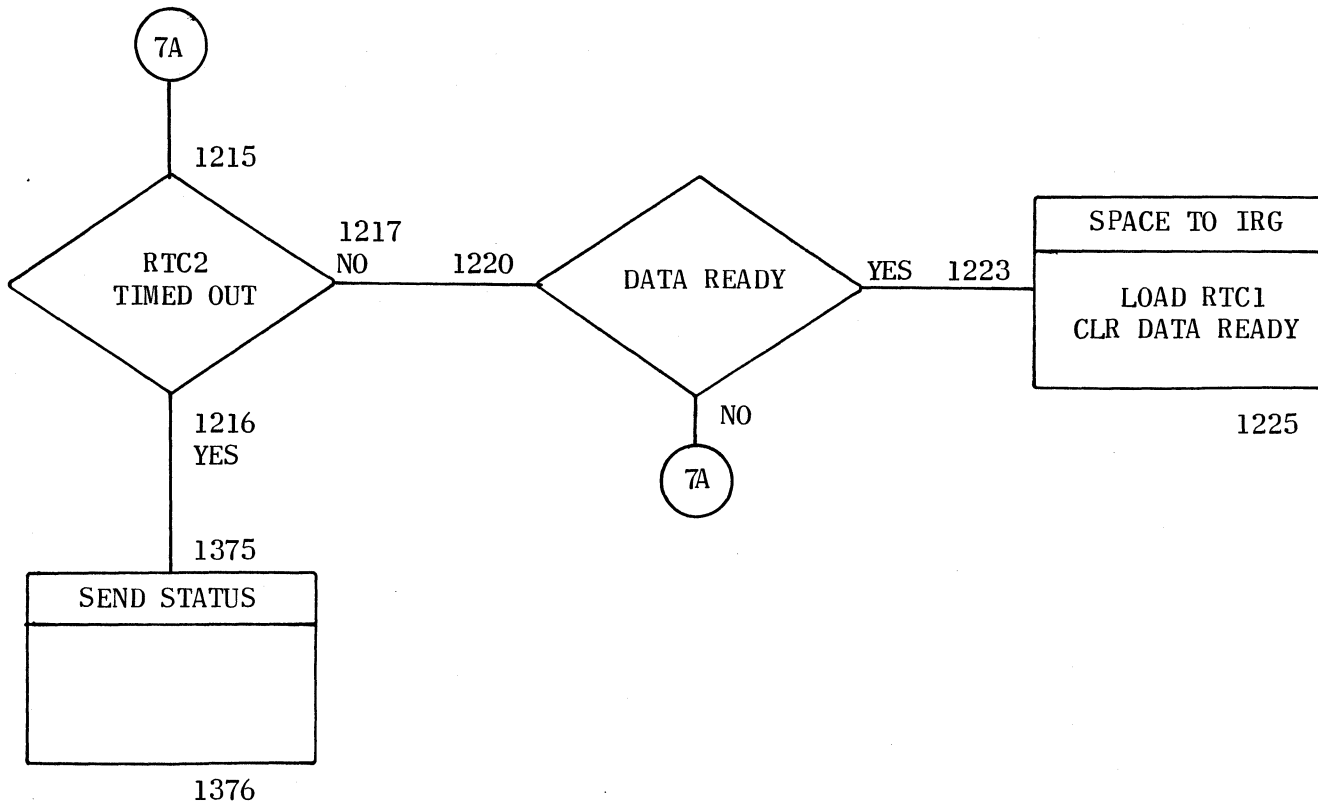 7A
1215
RTC2
TIMED OUT
1217
NO
1220
DATA READY
YES 1223
SPACE TO IRG
LOAD RTC1
CLR DATA READY
1225
NO
7A
1216
YES
1375
SEND STATUS
1376